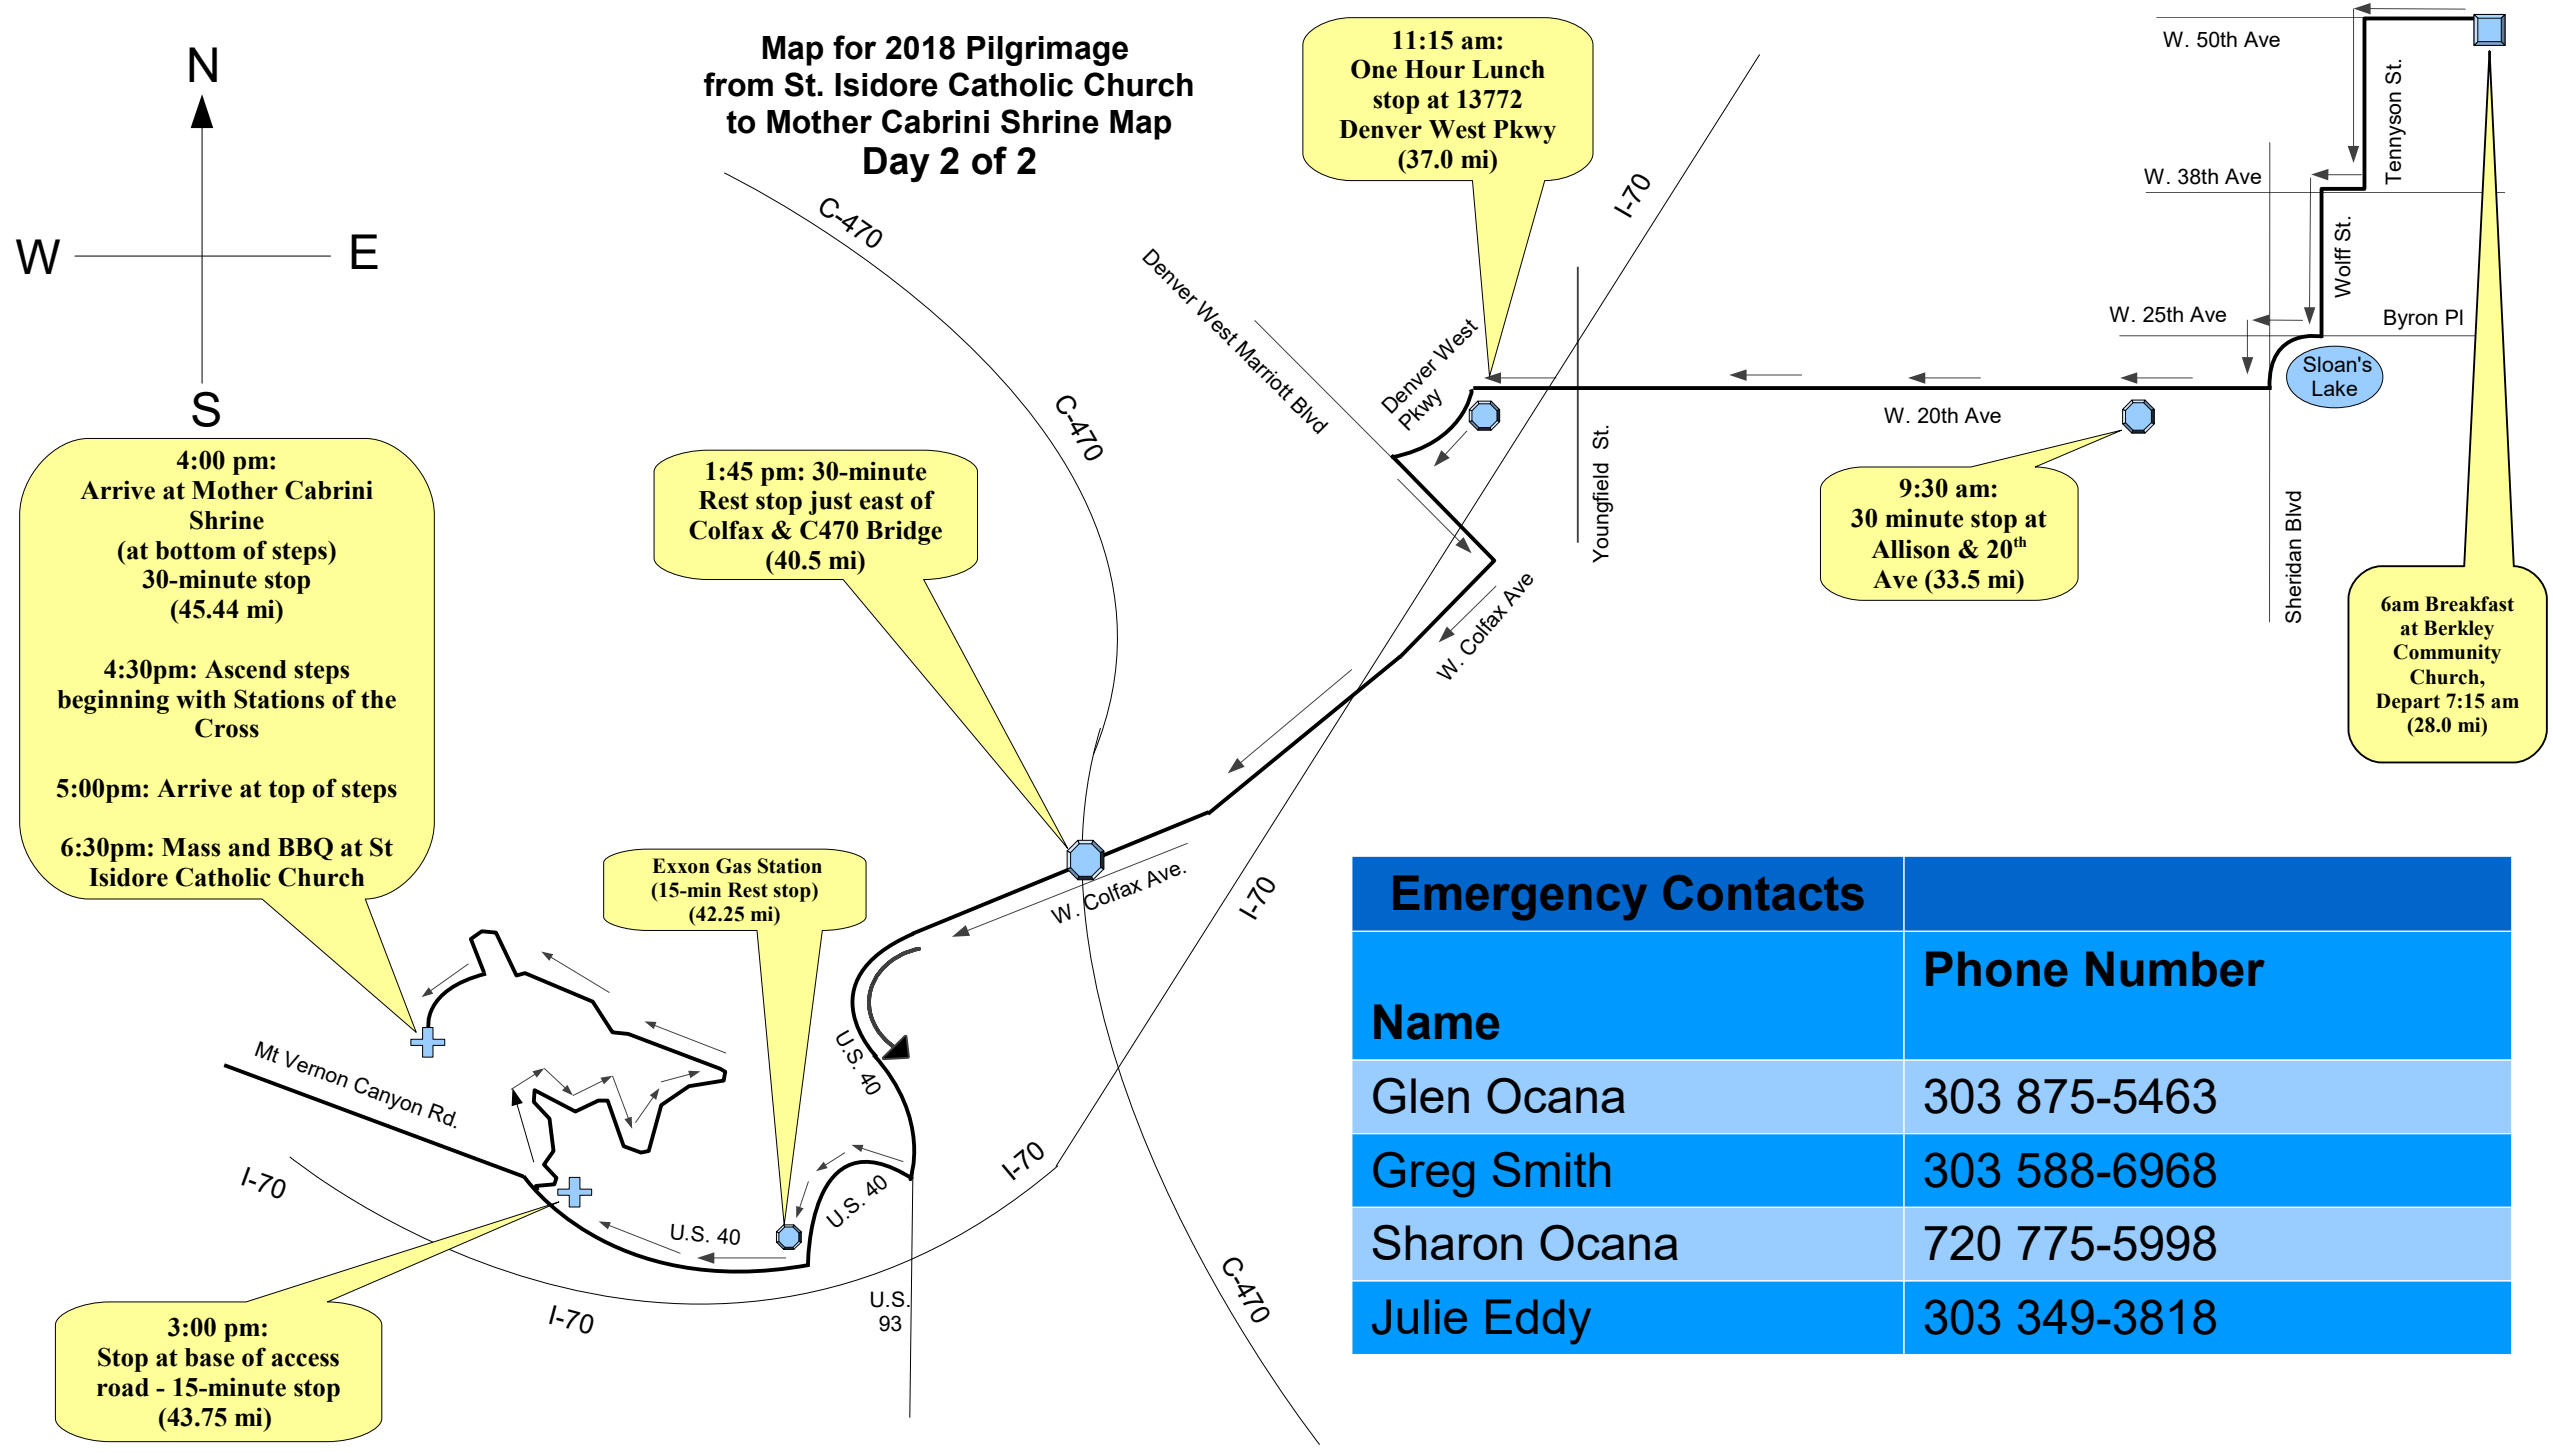 Map for 2018 Pilgrimage
from St. Isidore Catholic Church
to Mother Cabrini Shrine Map
Day 2 of 2
N
W
E
S
11:15 am:
One Hour Lunch
stop at 13772
Denver West Pkwy
(37.0 mi)
W. 50th Ave
Tennyson St.
W. 38th Ave
Wolff St.
W. 25th Ave
Byron Pl
Sloan's
Lake
W. 20th Ave
Sheridan Blvd
Youngfield St.
I-70
C-470
C-470
Denver West Marriott Blvd
Denver West
Pkwy
W. Colfax Ave
9:30 am:
30 minute stop at
Allison & 20th
Ave (33.5 mi)
6am Breakfast
at Berkley
Community
Church,
Depart 7:15 am
(28.0 mi)
4:00 pm:
Arrive at Mother Cabrini
Shrine
(at bottom of steps)
30-minute stop
(45.44 mi)
4:30pm: Ascend steps
beginning with Stations of the
Cross
5:00pm: Arrive at top of steps
6:30pm: Mass and BBQ at St
Isidore Catholic Church
1:45 pm: 30-minute
Rest stop just east of
Colfax & C470 Bridge
(40.5 mi)
Exxon Gas Station
(15-min Rest stop)
(42.25 mi)
W. Colfax Ave.
I-70
U.S. 40
Mt Vernon Canyon Rd.
I-70
I-70
U.S. 40
U.S. 40
I-70
U.S.
93
C-470
3:00 pm:
Stop at base of access
road - 15-minute stop
(43.75 mi)
Emergency Contacts
Name Phone Number
Glen Ocana 303 875-5463
Greg Smith 303 588-6968
Sharon Ocana 720 775-5998
Julie Eddy 303 349-3818